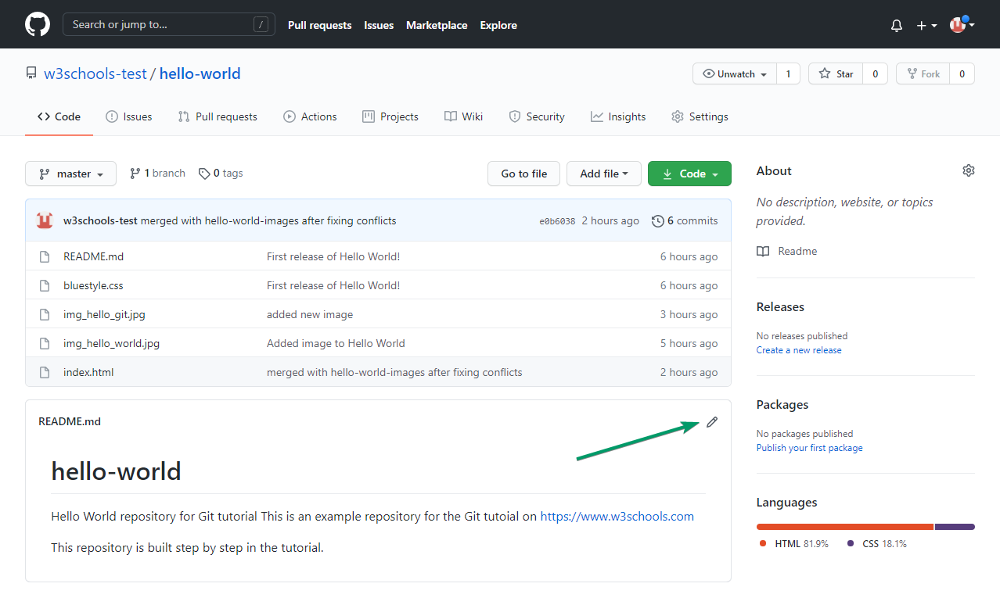 Search or jump to... / Pull requests Issues Marketplace Explore
w3schools-test / hello-world Unwatch 1 Star 0 Fork 0
Code Issues Pull requests Actions Projects Wiki Security Insights Settings
master 1 branch 0 tags Go to file Add file Code
w3schools-test merged with hello-world-images after fixing conflicts e0b6038 2 hours ago 6 commits
README.md First release of Hello World! 6 hours ago
bluestyle.css First release of Hello World! 6 hours ago
img_hello_git.jpg added new image 3 hours ago
img_hello_world.jpg Added image to Hello World 5 hours ago
index.html merged with hello-world-images after fixing conflicts 2 hours ago
README.md
hello-world
Hello World repository for Git tutorial This is an example repository for the Git tutoial on https://www.w3schools.com
This repository is built step by step in the tutorial.
About
No description, website, or topics
provided.
Readme
Releases
No releases published
Create a new release
Packages
No packages published
Publish your first package
Languages
HTML 81.9% CSS 18.1%